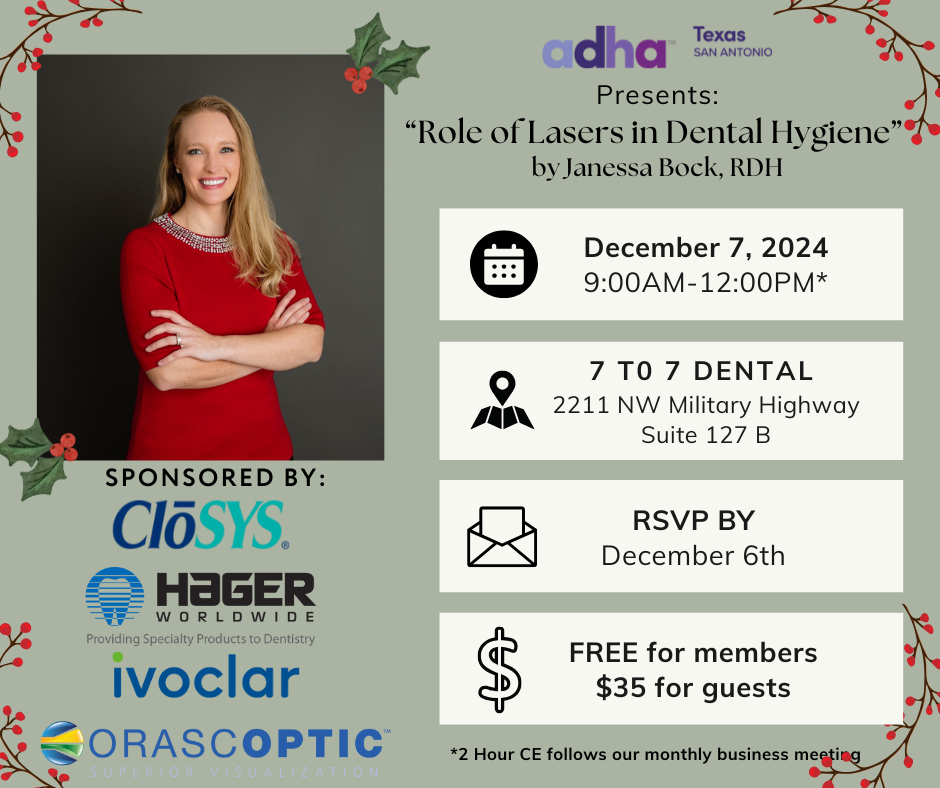 adha™ Texas
SAN ANTONIO
Presents:
“Role of Lasers in Dental Hygiene”
by Janessa Bock, RDH
December 7, 2024
9:00AM-12:00PM*
7 T0 7 DENTAL
2211 NW Military Highway
Suite 127 B
RSVP BY
December 6th
FREE for members
$35 for guests
*2 Hour CE follows our monthly business meeting
SPONSORED BY:
ClōSYS®
HAGER
WORLDWIDE
Providing Specialty Products to Dentistry
ivoclar
ORASCOPTIC™
SUPERIOR VISUALIZATION